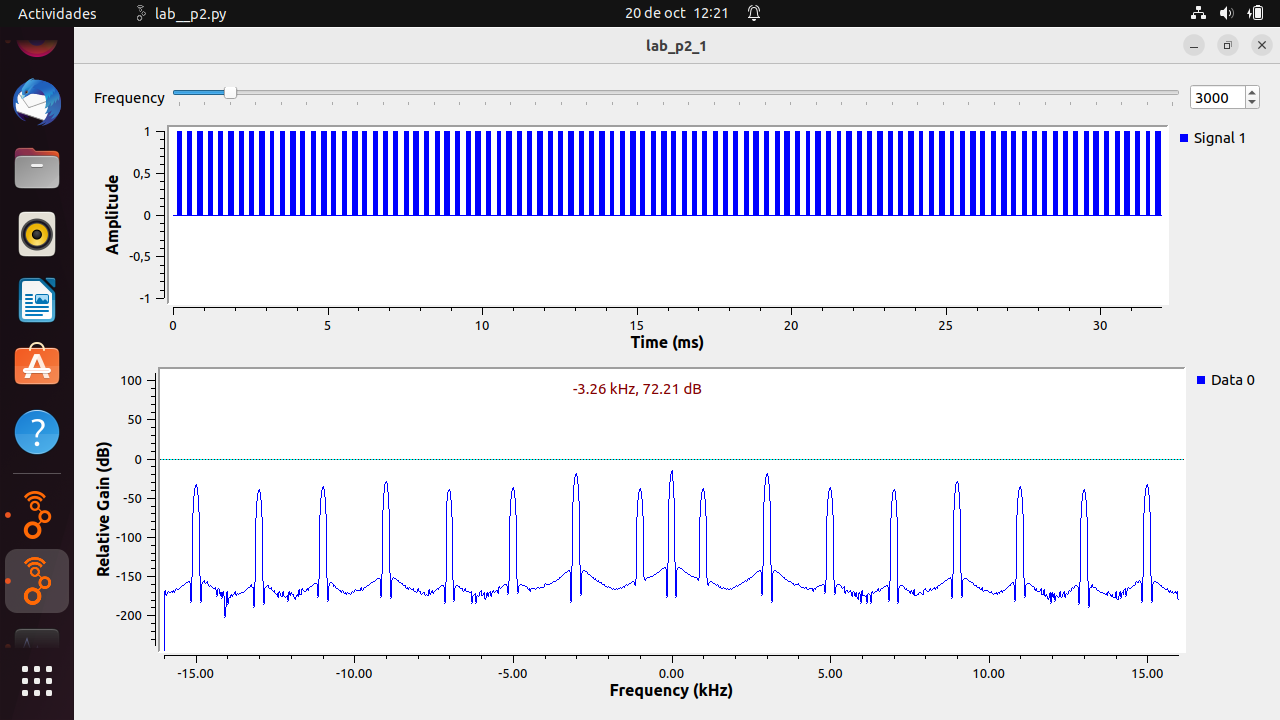 Actividades lab__p2.py 20 de oct 12:21
lab_p2_1
Frequency 3000
Signal 1
1
0,5
0
-0,5
-1
Amplitude
0 5 10 15 20 25 30
Time (ms)
-3.26 kHz, 72.21 dB
Data 0
100
50
0
-50
-100
-150
-200
Relative Gain (dB)
-15.00 -10.00 -5.00 0.00 5.00 10.00 15.00
Frequency (kHz)